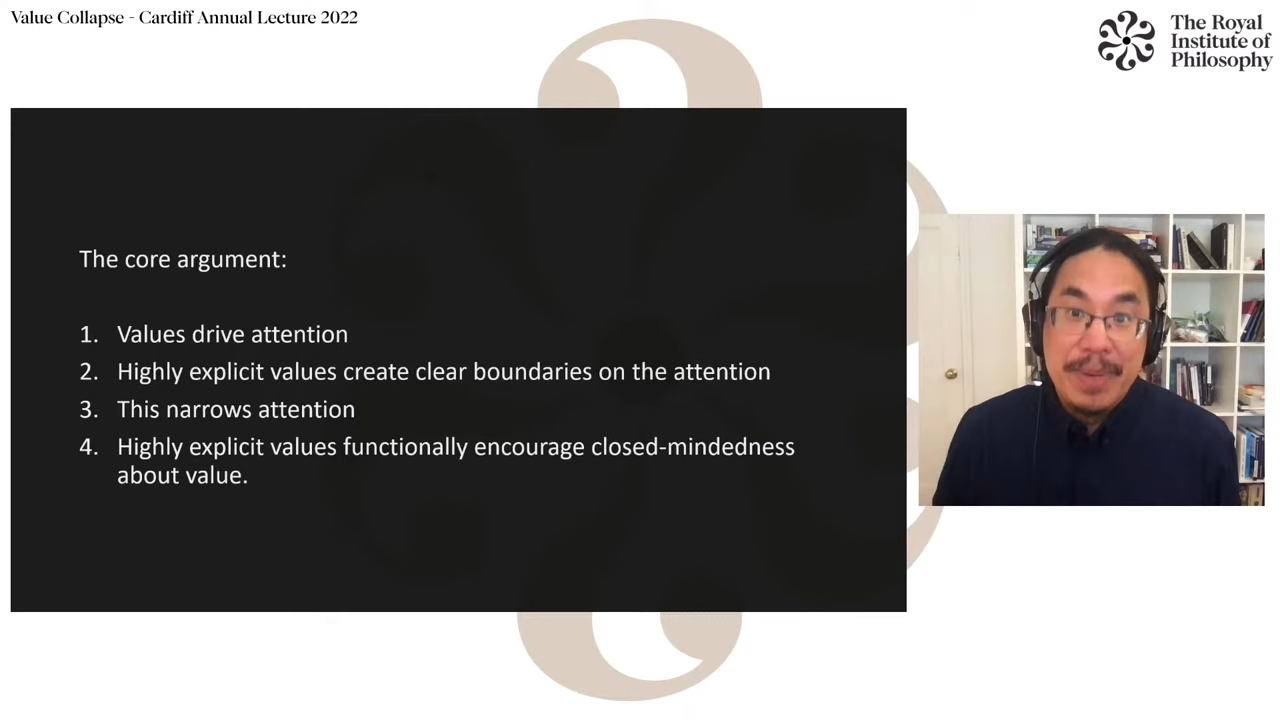 Value Collapse - Cardiff Annual Lecture 2022
The Royal
Institute of
Philosophy
The core argument:
1. Values drive attention
2. Highly explicit values create clear boundaries on the attention
3. This narrows attention
4. Highly explicit values functionally encourage closed-mindedness
about value.